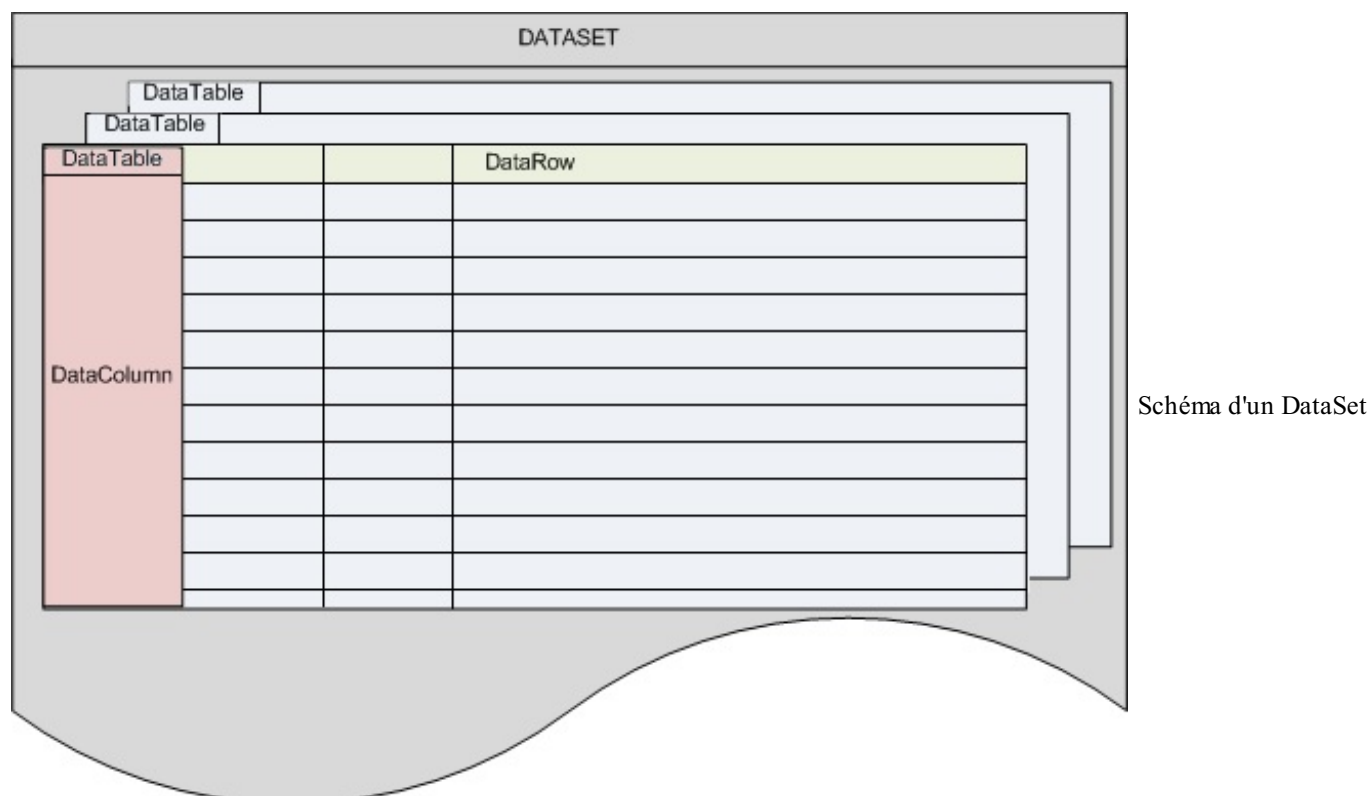 DATASET
DataTable
DataTable
DataTable
DataRow
DataColumn
Schéma d'un DataSet